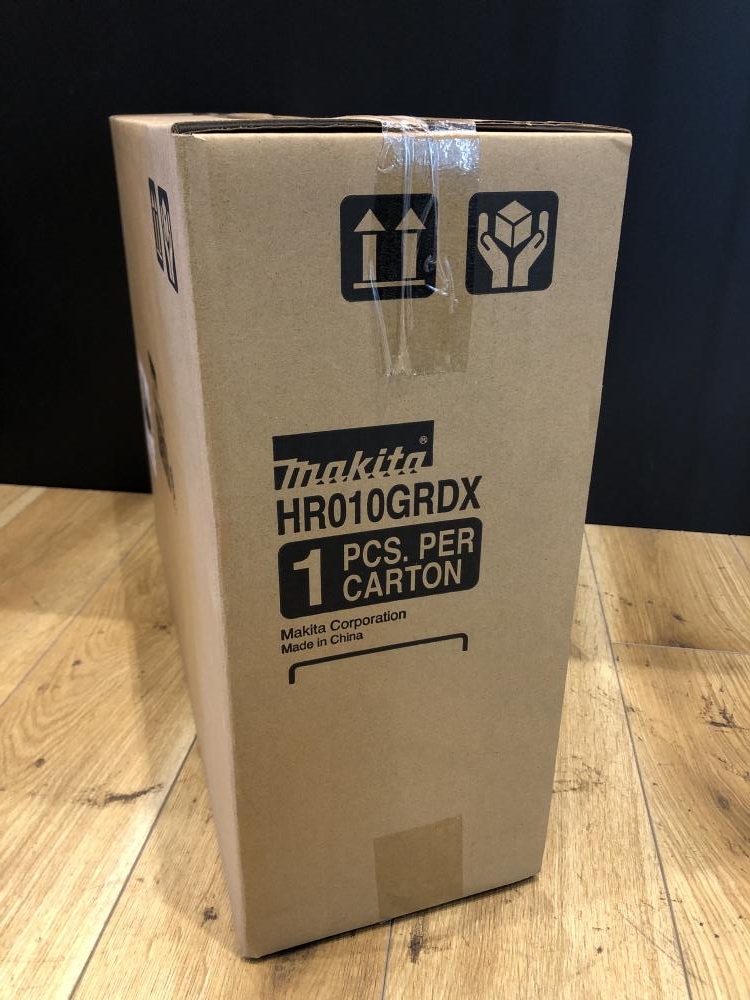 makita®
HR010GRDX
1 PCS. PER
CARTON
Makita Corporation
Made in China